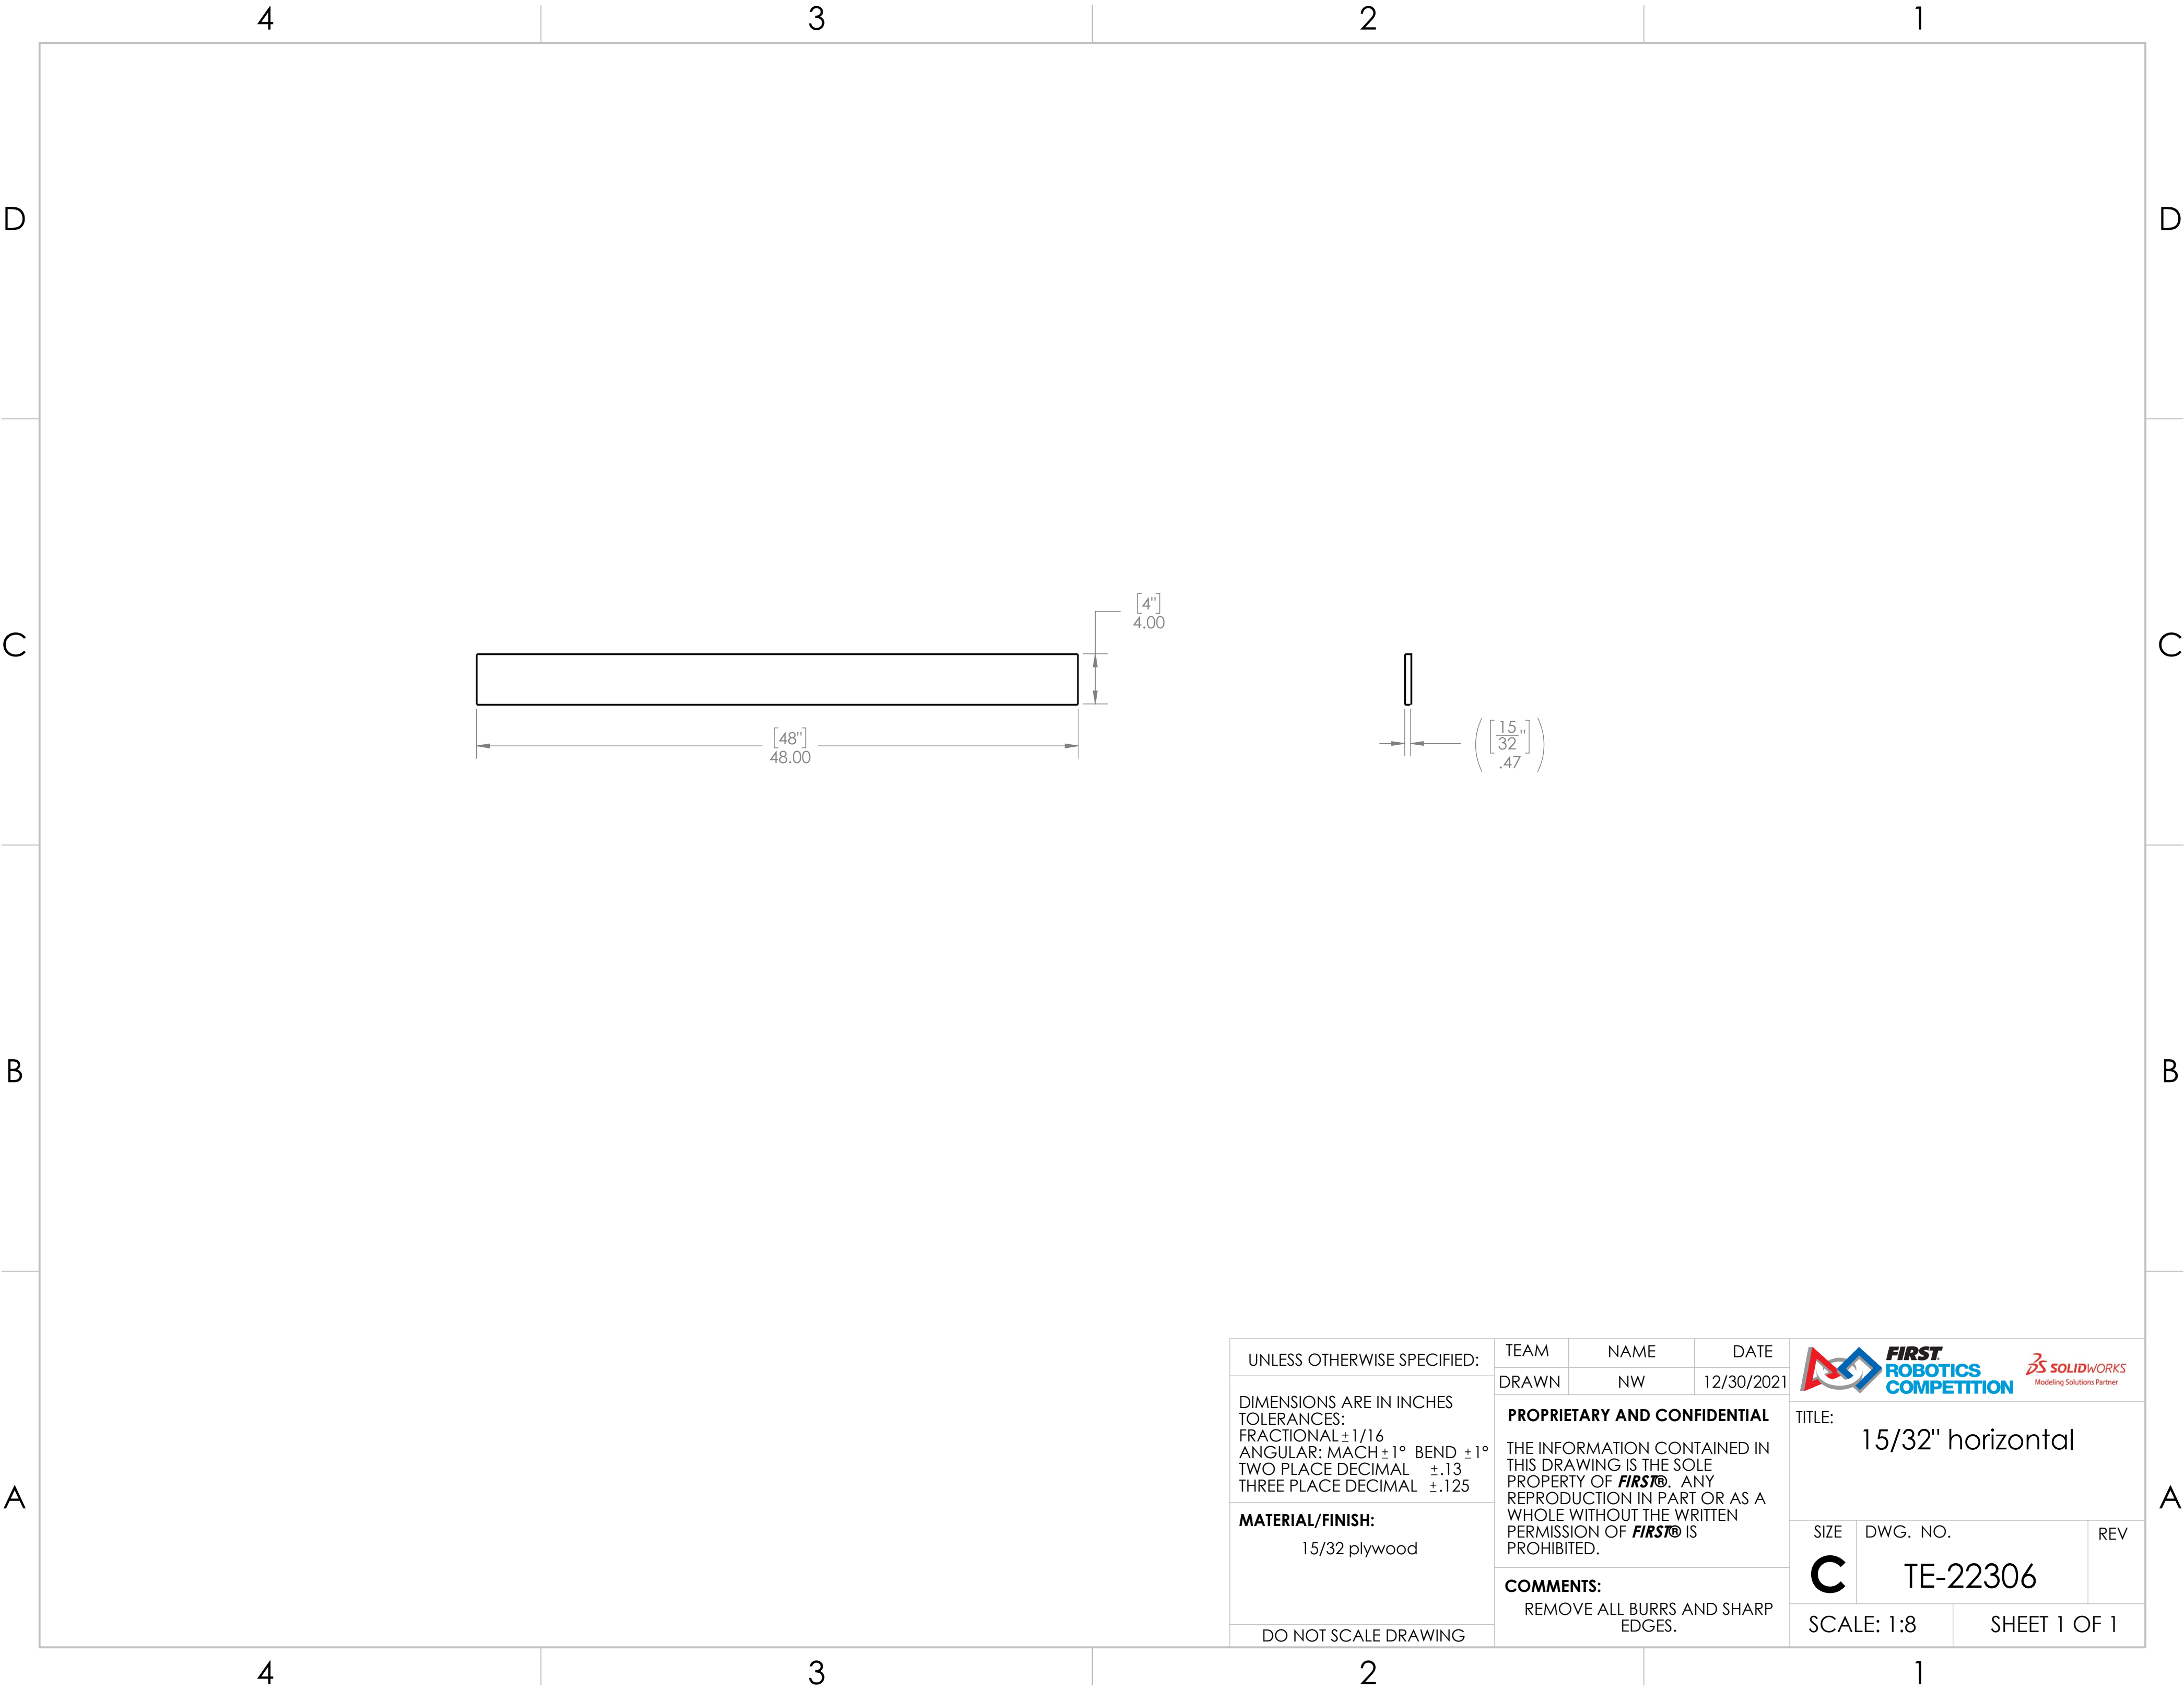 4 3 2 1
D D
[4"]
4.00
C C
[48"]
48.00
([15/32"]
.47)
B B
UNLESS OTHERWISE SPECIFIED:
DIMENSIONS ARE IN INCHES
TOLERANCES:
FRACTIONAL±1/16
ANGULAR: MACH±1° BEND ±1°
TWO PLACE DECIMAL ±.13
THREE PLACE DECIMAL ±.125
MATERIAL/FINISH:
15/32 plywood
DO NOT SCALE DRAWING
TEAM NAME DATE
DRAWN NW 12/30/2021
PROPRIETARY AND CONFIDENTIAL
THE INFORMATION CONTAINED IN
THIS DRAWING IS THE SOLE
PROPERTY OF FIRST®. ANY
REPRODUCTION IN PART OR AS A
WHOLE WITHOUT THE WRITTEN
PERMISSION OF FIRST® IS
PROHIBITED.
COMMENTS:
REMOVE ALL BURRS AND SHARP
EDGES.
FIRST
ROBOTICS
COMPETITION
SOLIDWORKS
Modeling Solutions Partner
TITLE:
15/32" horizontal
SIZE DWG. NO. REV
C TE-22306
SCALE: 1:8 SHEET 1 OF 1
A A
4 3 2 1